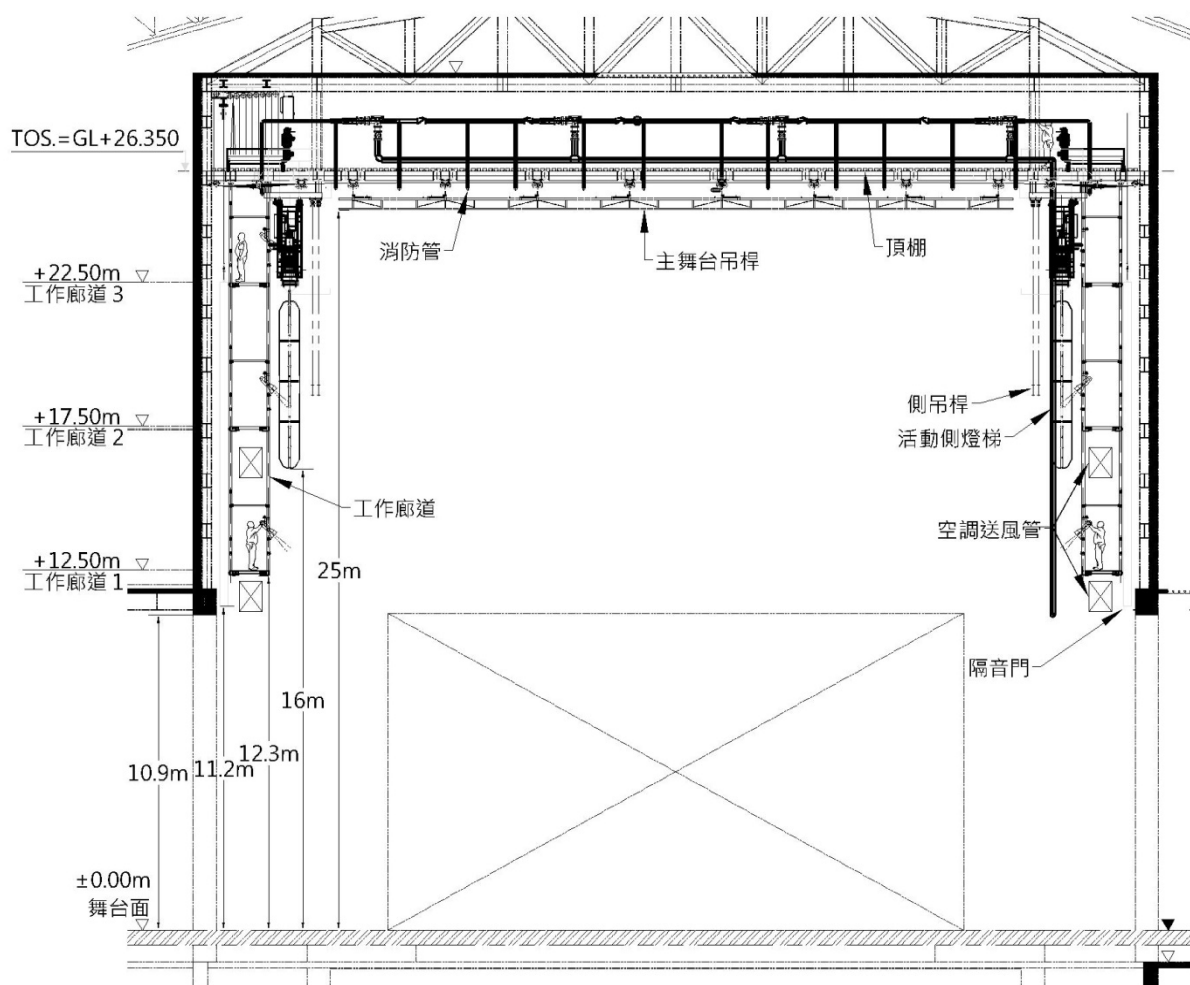 TOS.=GL+26.350
消防管
主舞台吊桿
頂棚
+22.50m
工作廊道 3
側吊桿
+17.50m
工作廊道 2
活動側燈梯
工作廊道
空調送風管
+12.50m
工作廊道 1
25m
隔音門
16m
12.3m
11.2m
10.9m
±0.00m
舞台面